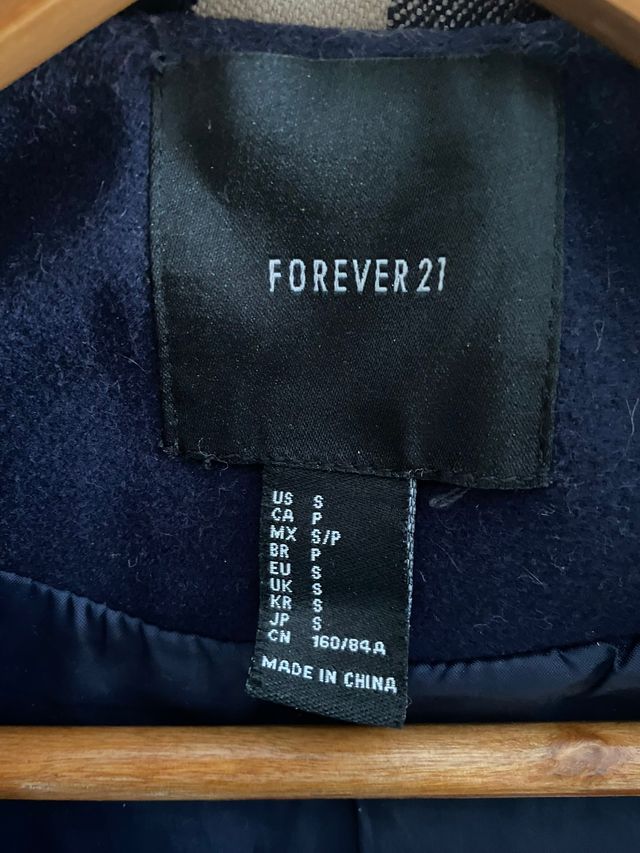 FOREVER 21
US S
CA P
MX S/P
BR P
EU S
UK S
KR S
JP S
CN 160/84A
MADE IN CHINA